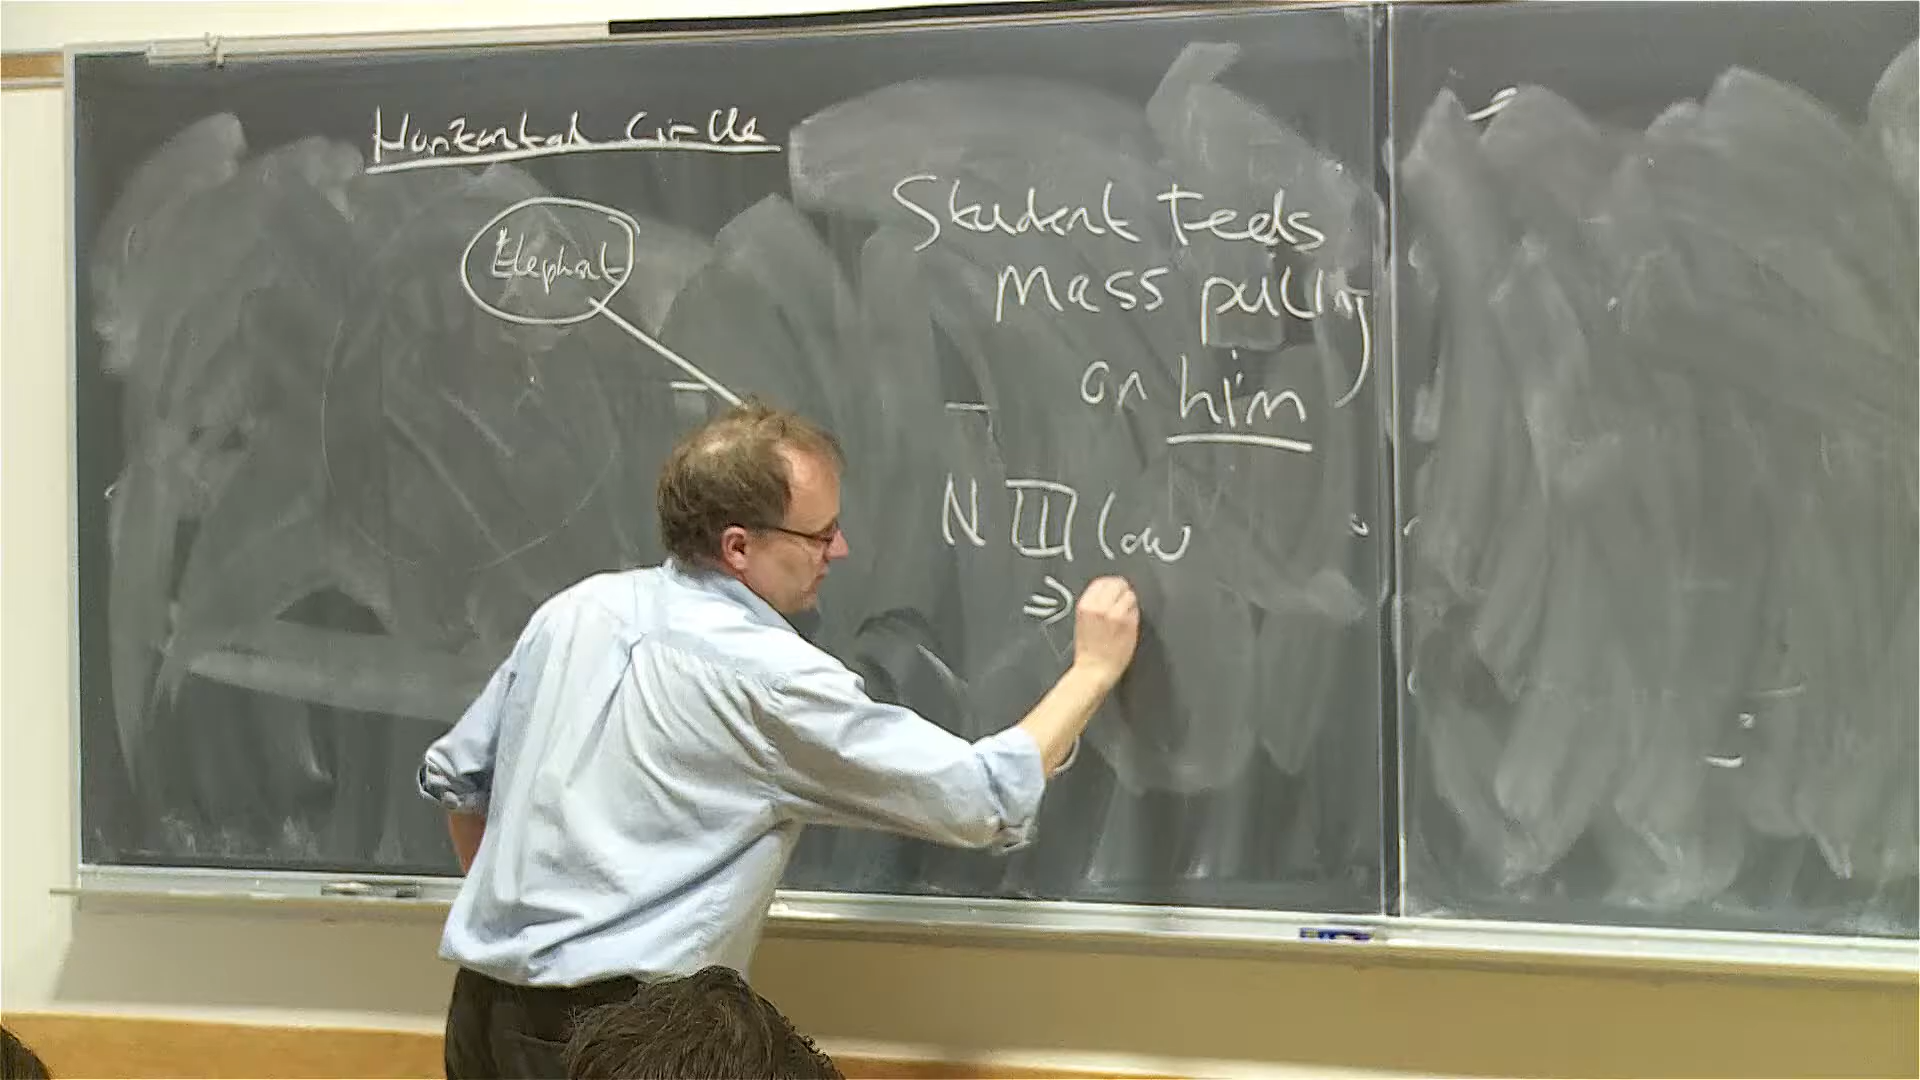 Horizontal Circle
Elephant
Student feels
mass pulling
on him
N II law
⇒